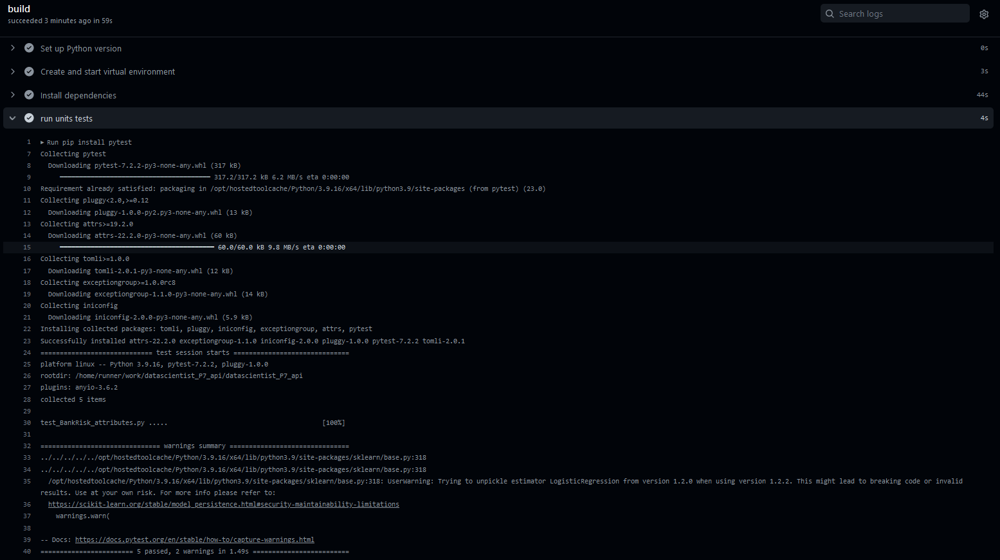 build
succeeded 3 minutes ago in 59s
Search logs
Set up Python version 0s
Create and start virtual environment 3s
Install dependencies 44s
run units tests 4s
1 ▸ Run pip install pytest
7 Collecting pytest
8 Downloading pytest-7.2.2-py3-none-any.whl (317 kB)
9 ━━━━━━━━━━━━━━━━━━━━━━━━━━━━━━━━━━━━━━━ 317.2/317.2 kB 6.2 MB/s eta 0:00:00
10 Requirement already satisfied: packaging in /opt/hostedtoolcache/Python/3.9.16/x64/lib/python3.9/site-packages (from pytest) (23.0)
11 Collecting pluggy<2.0,>=0.12
12 Downloading pluggy-1.0.0-py2.py3-none-any.whl (13 kB)
13 Collecting attrs>=19.2.0
14 Downloading attrs-22.2.0-py3-none-any.whl (60 kB)
15 ━━━━━━━━━━━━━━━━━━━━━━━━━━━━━━━━━━━━━━━━ 60.0/60.0 kB 9.8 MB/s eta 0:00:00
16 Collecting tomli>=1.0.0
17 Downloading tomli-2.0.1-py3-none-any.whl (12 kB)
18 Collecting exceptiongroup>=1.0.0rc8
19 Downloading exceptiongroup-1.1.0-py3-none-any.whl (14 kB)
20 Collecting iniconfig
21 Downloading iniconfig-2.0.0-py3-none-any.whl (5.9 kB)
22 Installing collected packages: tomli, pluggy, iniconfig, exceptiongroup, attrs, pytest
23 Successfully installed attrs-22.2.0 exceptiongroup-1.1.0 iniconfig-2.0.0 pluggy-1.0.0 pytest-7.2.2 tomli-2.0.1
24 ============================= test session starts ==============================
25 platform linux -- Python 3.9.16, pytest-7.2.2, pluggy-1.0.0
26 rootdir: /home/runner/work/datascientist_P7_api/datascientist_P7_api
27 plugins: anyio-3.6.2
28 collected 5 items
29
30 test_BankRisk_attributes.py ..... [100%]
31
32 =============================== warnings summary ===============================
33 ../../../../../opt/hostedtoolcache/Python/3.9.16/x64/lib/python3.9/site-packages/sklearn/base.py:318
34 ../../../../../opt/hostedtoolcache/Python/3.9.16/x64/lib/python3.9/site-packages/sklearn/base.py:318
35 /opt/hostedtoolcache/Python/3.9.16/x64/lib/python3.9/site-packages/sklearn/base.py:318: UserWarning: Trying to unpickle estimator LogisticRegression from version 1.2.0 when using version 1.2.2. This might lead to breaking code or invalid
results. Use at your own risk. For more info please refer to:
36 https://scikit-learn.org/stable/model_persistence.html#security-maintainability-limitations
37 warnings.warn(
38
39 -- Docs: https://docs.pytest.org/en/stable/how-to/capture-warnings.html
40 ======================== 5 passed, 2 warnings in 1.49s =========================